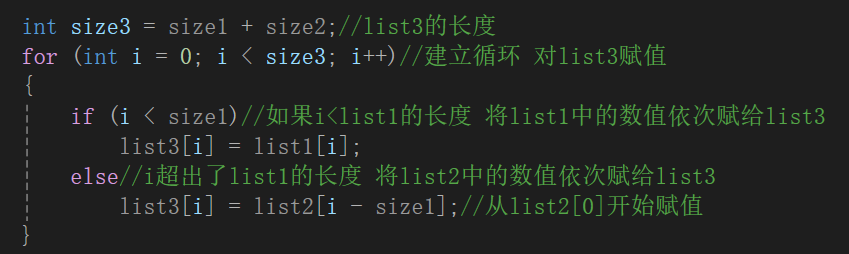 int size3 = size1 + size2;//list3的长度
for (int i = 0; i < size3; i++)//建立循环 对list3赋值
{
    if (i < size1)//如果i<list1的长度 将list1中的数值依次赋给list3
        list3[i] = list1[i];
    else//i超出了list1的长度 将list2中的数值依次赋给list3
        list3[i] = list2[i - size1];//从list2[0]开始赋值
}